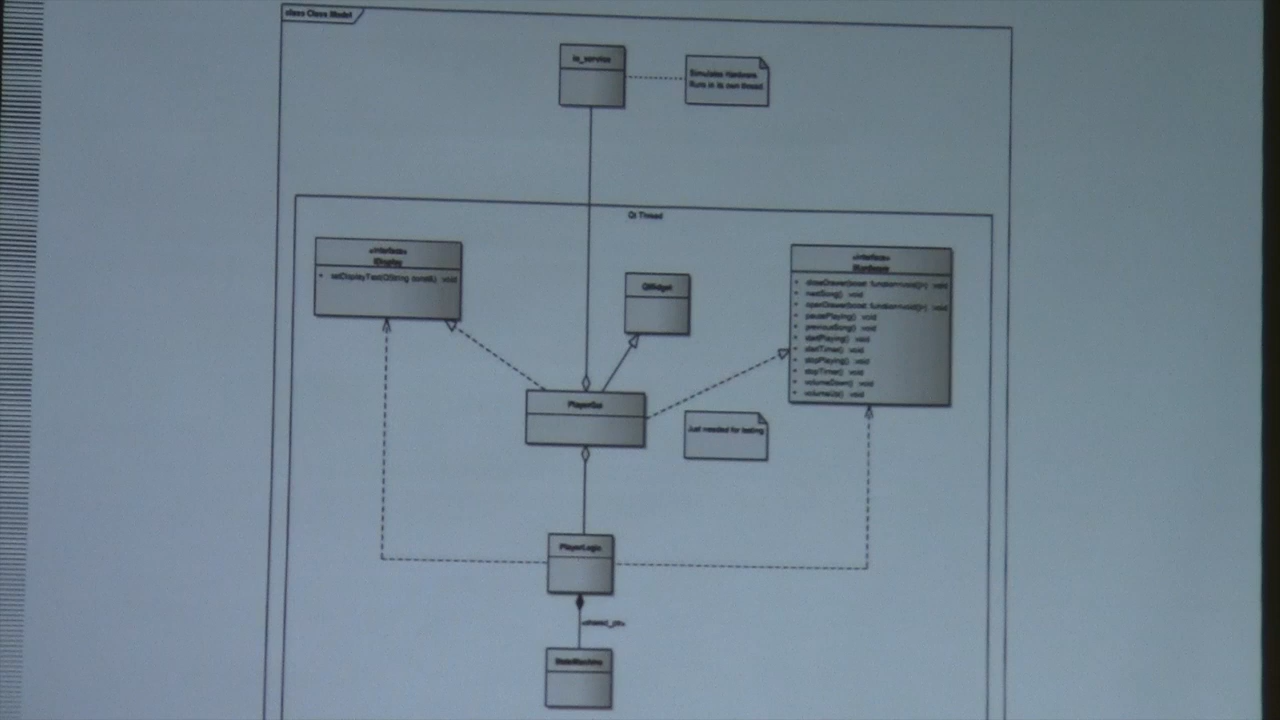 class Class Model
io_service
Simulates Hardware
Runs in its own thread
Qt Thread
«interface»
IDisplay
setDisplayText(QString const&) void
QWidget
«interface»
IHardware
closeDrawer(const function<void()>&) void
nextSong() void
openDrawer(const function<void()>&) void
pausePlaying() void
previousSong() void
startPlaying() void
startTimer() void
stopPlaying() void
stopTimer() void
volumeDown() void
volumeUp() void
PlayerGui
Just needed for testing
PlayerLogic
«shared_ptr»
StateMachine